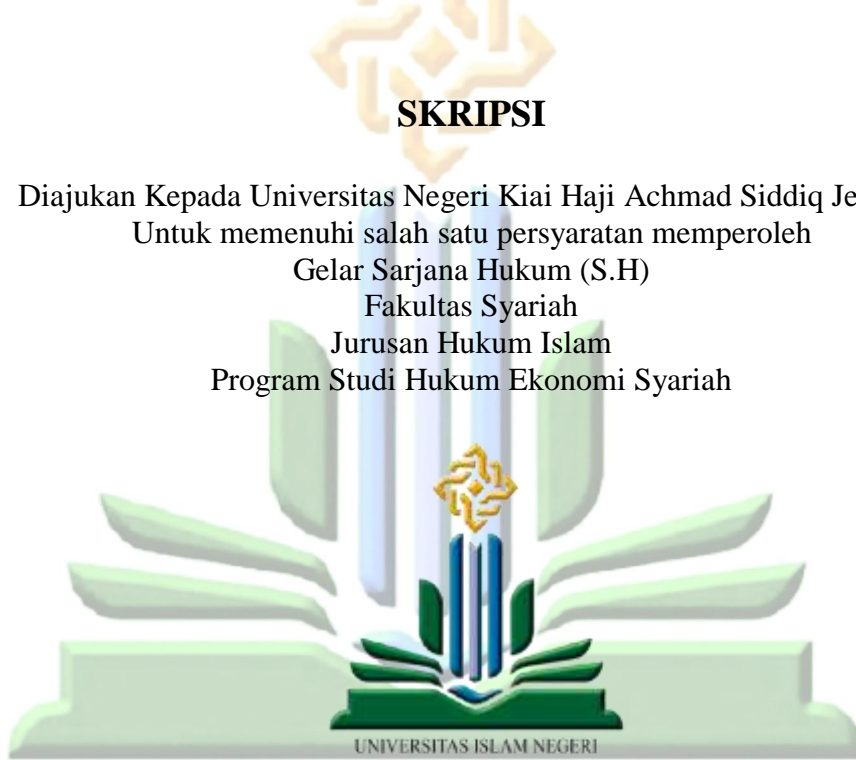 SKRIPSI
Diajukan Kepada Universitas Negeri Kiai Haji Achmad Siddiq Je
Untuk memenuhi salah satu persyaratan memperoleh
Gelar Sarjana Hukum (S.H)
Fakultas Syariah
Jurusan Hukum Islam
Program Studi Hukum Ekonomi Syariah
UNIVERSITAS ISLAM NEGERI